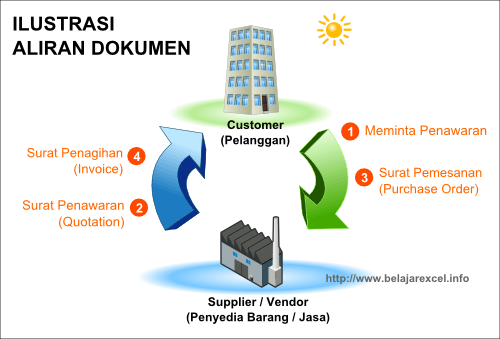 ILUSTRASI
ALIRAN DOKUMEN
Customer
(Pelanggan)
1 Meminta Penawaran
3 Surat Pemesanan
(Purchase Order)
Surat Penagihan 4
(Invoice)
Surat Penawaran 2
(Quotation)
http://www.belajarexcel.info
Supplier / Vendor
(Penyedia Barang / Jasa)